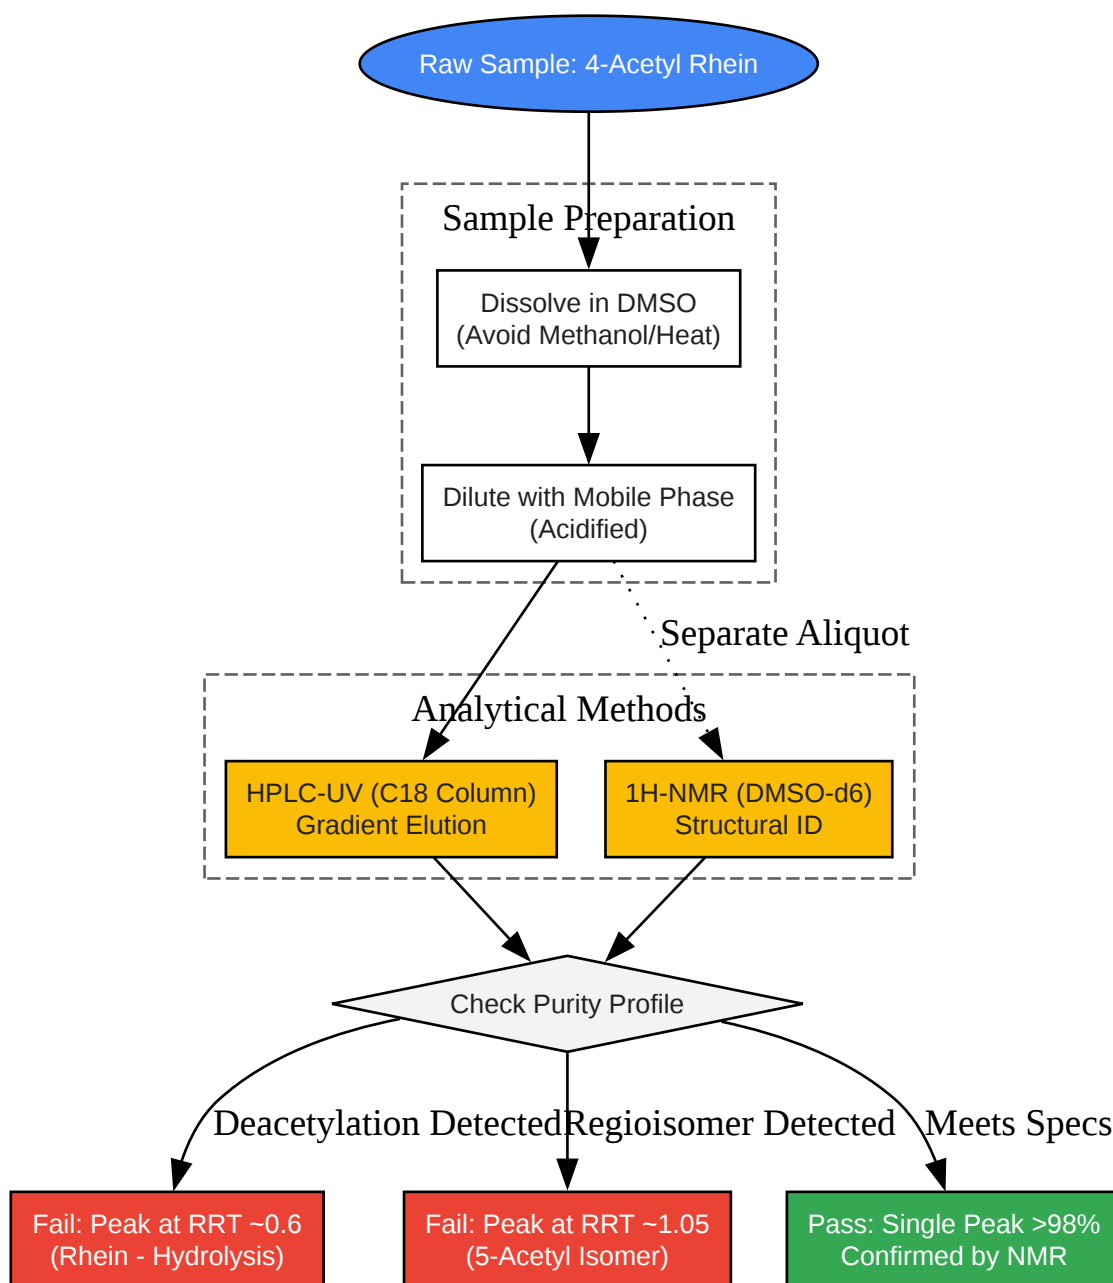 Raw Sample: 4-Acetyl Rhein
Sample Preparation
Dissolve in DMSO
(Avoid Methanol/Heat)
Dilute with Mobile Phase
(Acidified)
Separate Aliquot
Analytical Methods
HPLC-UV (C18 Column)
Gradient Elution
1H-NMR (DMSO-d6)
Structural ID
Check Purity Profile
Deacetylation Detected
Regioisomer Detected
Meets Specs
Fail: Peak at RRT ~0.6
(Rhein - Hydrolysis)
Fail: Peak at RRT ~1.05
(5-Acetyl Isomer)
Pass: Single Peak >98%
Confirmed by NMR